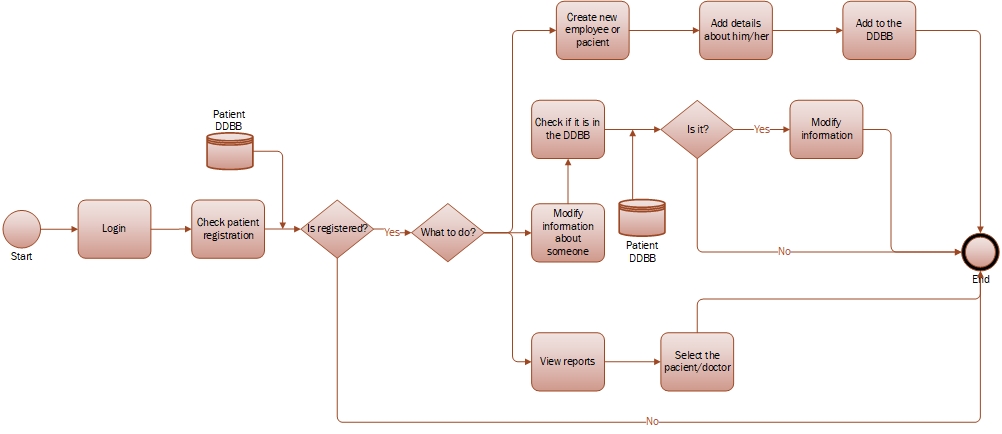 Create new
employee or
pacient
Add details
about him/her
Add to the
DDBB
Patient
DDBB
Check if it is in
the DDBB
Is it?
Yes
Modify
information
Start
Login
Check patient
registration
Is registered?
Yes
What to do?
Modify
information
about
someone
Patient
DDBB
No
End
View reports
Select the
pacient/doctor
No